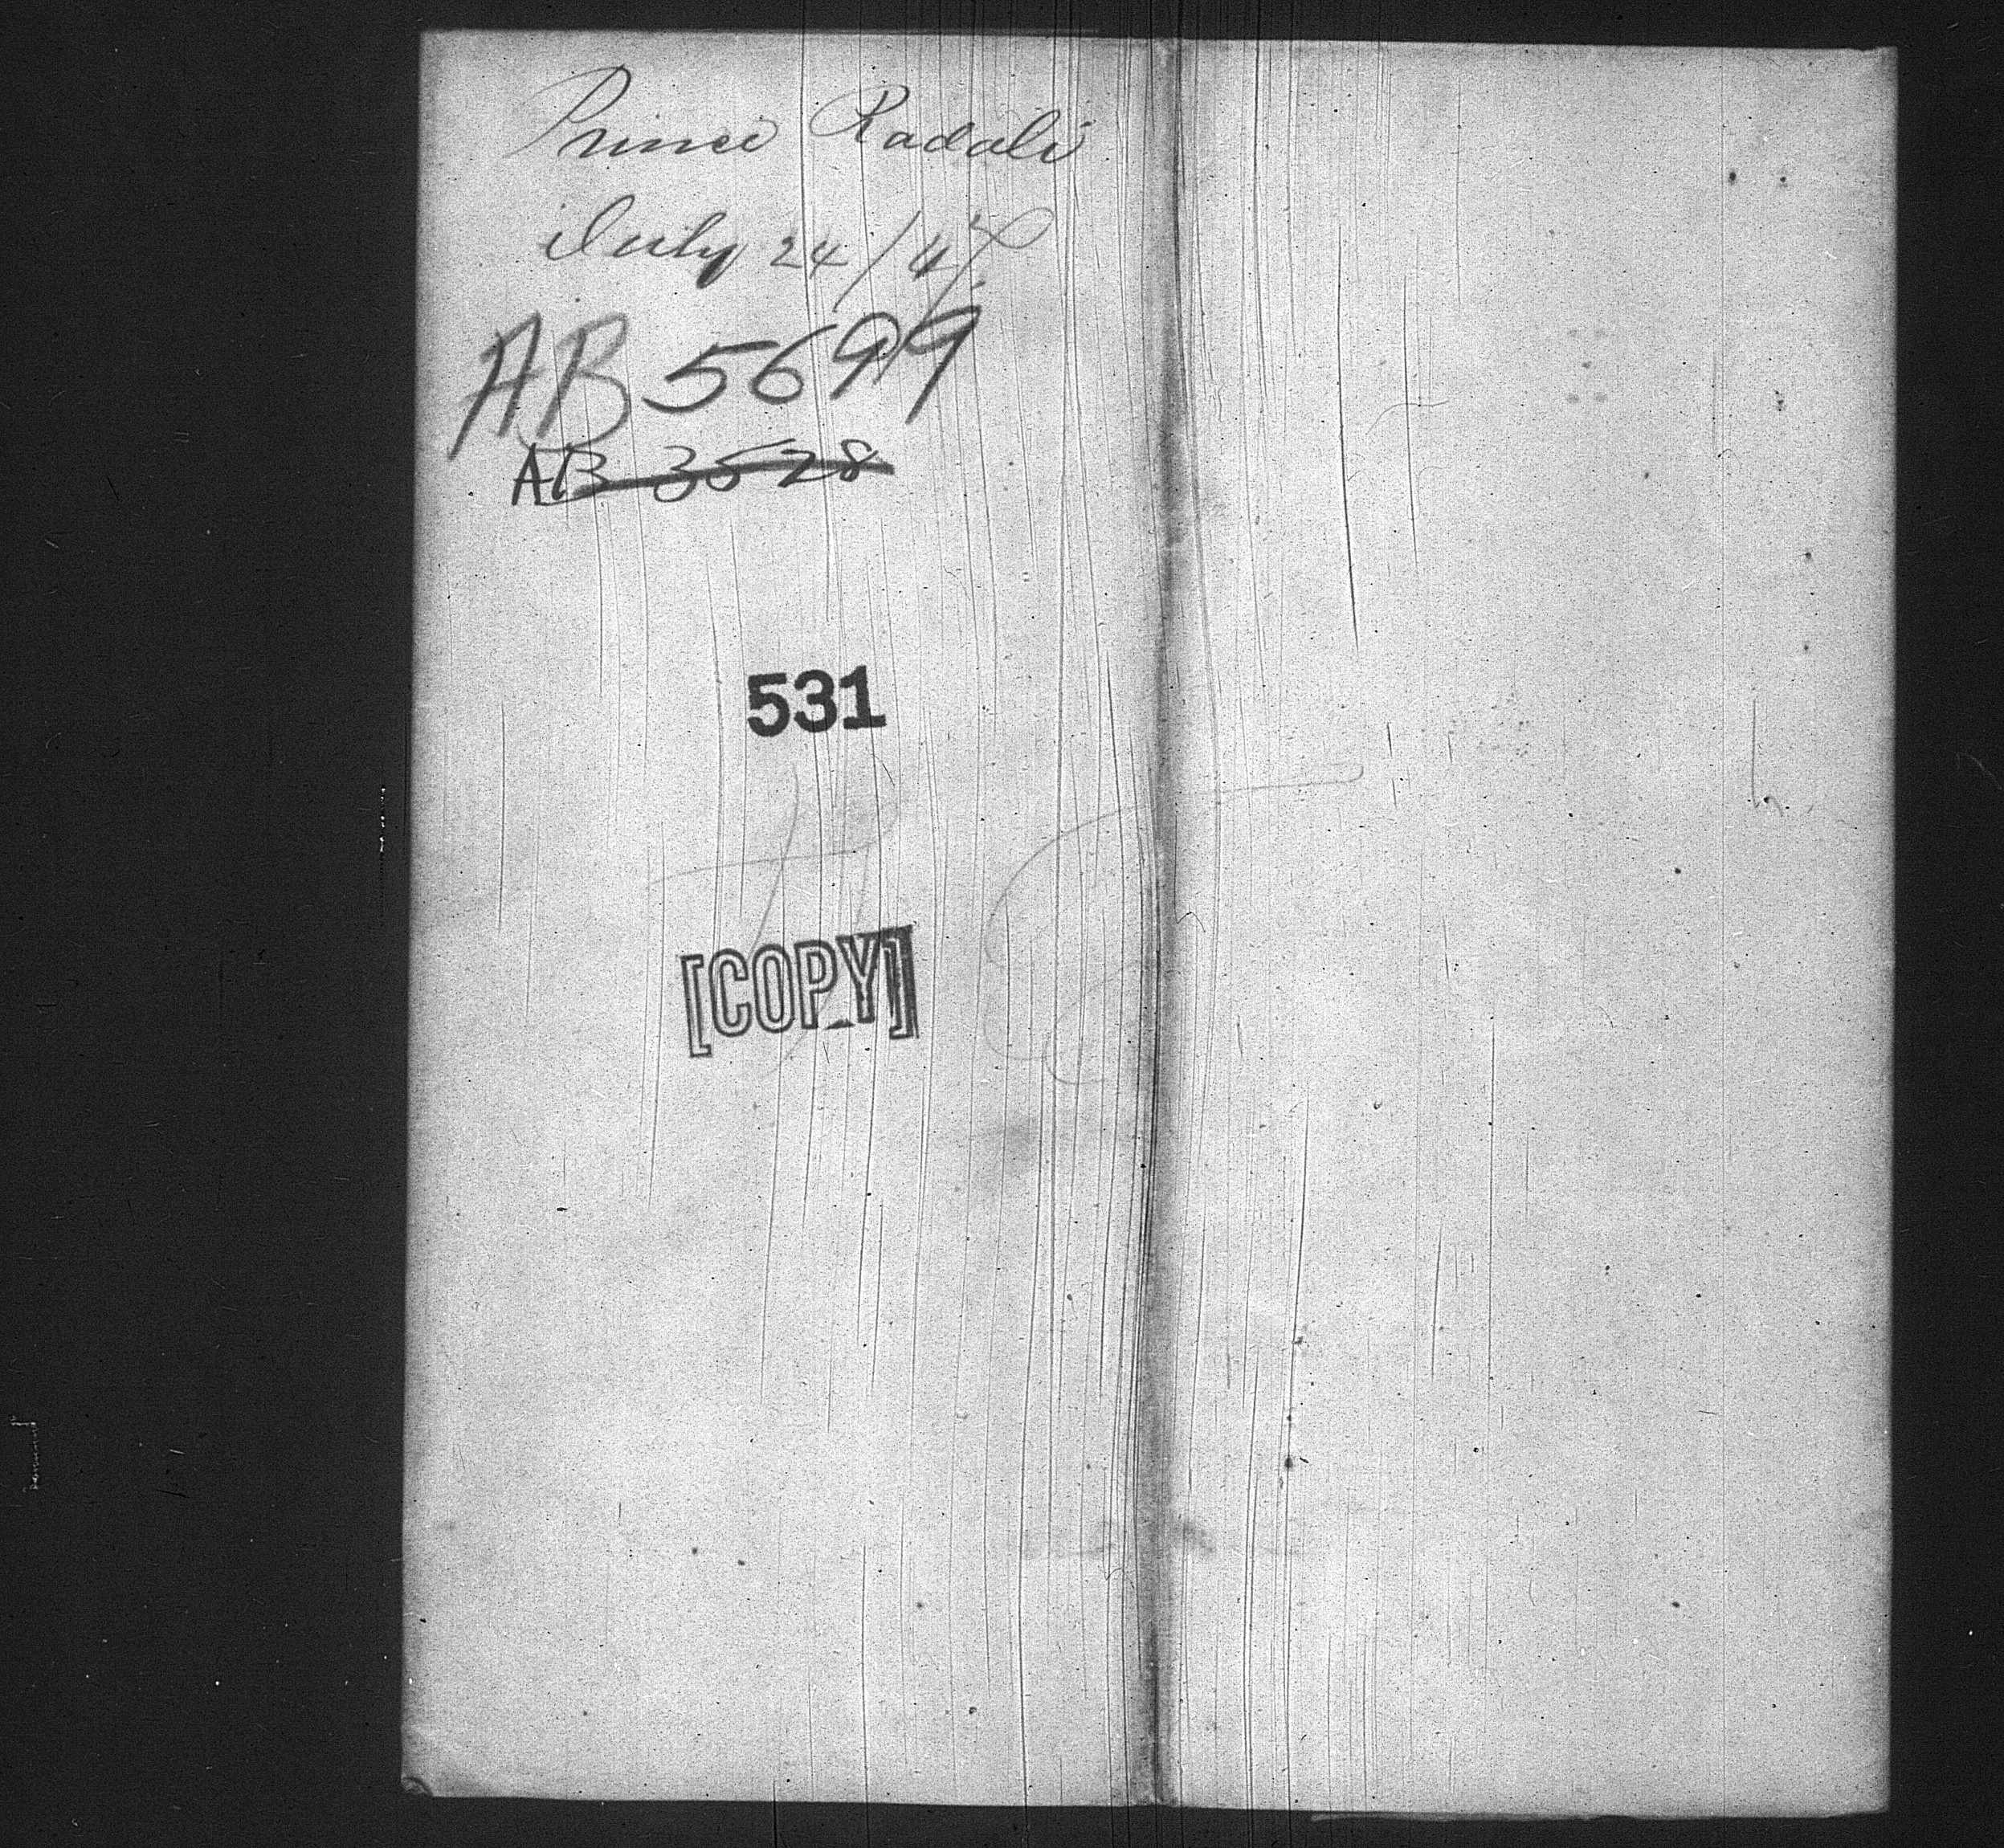 Prince Radali
July 24/47
AB 5699
AB 3528
531
[COPY]